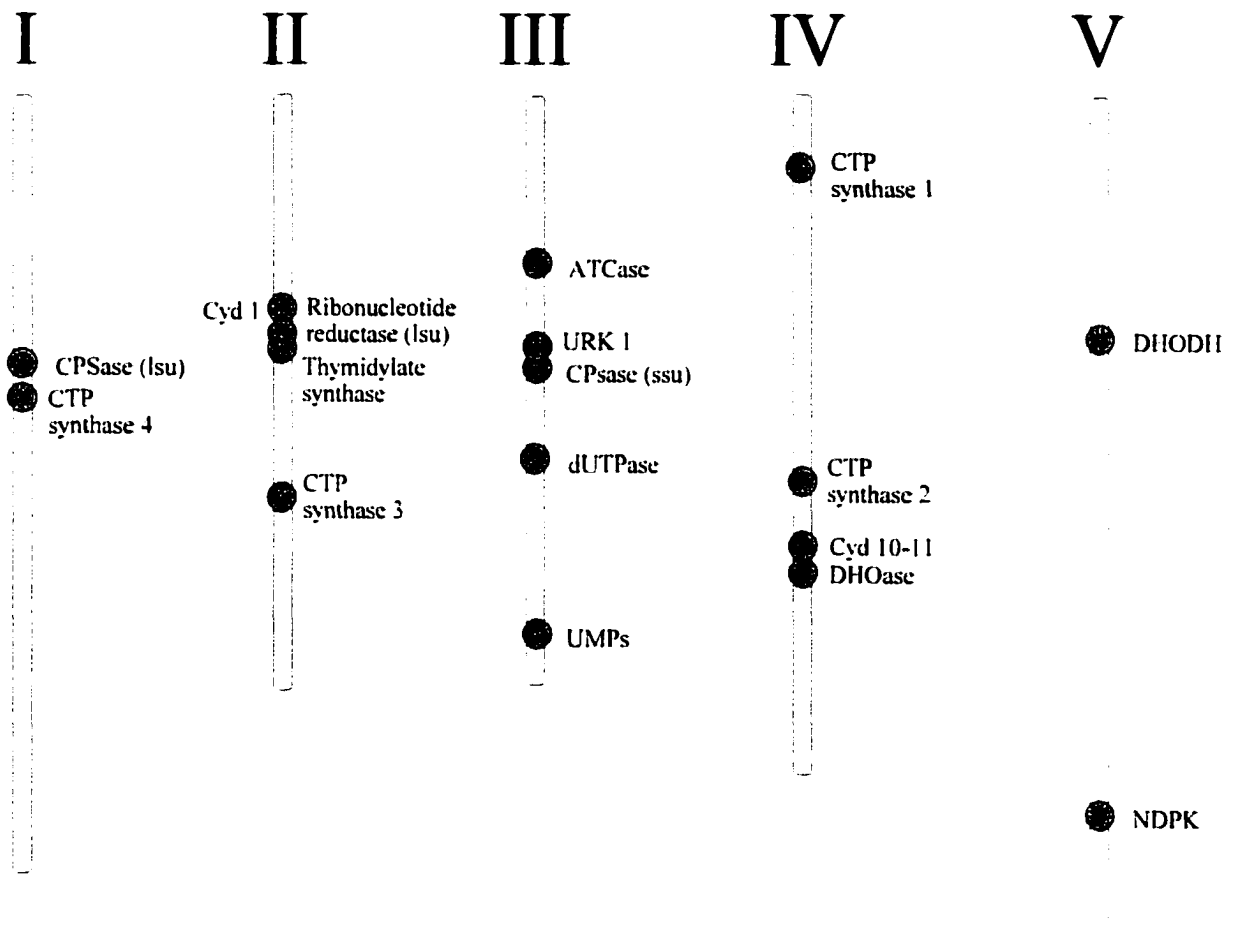 I
II
III
IV
V
CPSase (lsu)
CTP
synthase 4
Cyd 1
Ribonucleotide
reductase (lsu)
Thymidylate
synthase
CTP
synthase 3
ATCase
URK 1
CPsase (ssu)
dUTPase
UMPs
CTP
synthase 1
CTP
synthase 2
Cyd 10-11
DHOase
DHODH
NDPK